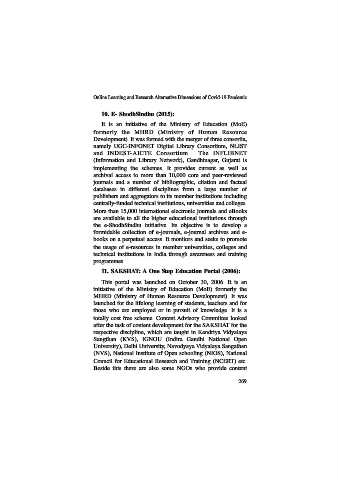 Online Learning and Research Alternative Dimensions of Covid-19 Pandemic
10. E- ShodhSindhu (2015):
It is an initiative of the Ministry of Education (MoE)
formerly the MHRD (Ministry of Human Resource
Development). It was formed with the merger of three consortia,
namely UGC-INFONET Digital Library Consortium, NLIST
and INDEST-AICTE Consortium. The INFLIBNET
(Information and Library Network), Gandhinagar, Gujarat is
implementing the schemes. It provides current as well as
archival access to more than 10,000 core and peer-reviewed
journals and a number of bibliographic, citation and factual
databases in different disciplines from a large number of
publishers and aggregators to its member institutions including
centrally-funded technical institutions, universities and colleges.
More than 15,000 international electronic journals and eBooks
are available to all the higher educational institutions through
the e-ShodhSindhu initiative. Its objective is to develop a
formidable collection of e-journals, e-journal archives and e-
books on a perpetual access. It monitors and seeks to promote
the usage of e-resources in member universities, colleges and
technical institutions in India through awareness and training
programmes.
11. SAKSHAT: A One Stop Education Portal (2006):
This portal was launched on October 30, 2006. It is an
initiative of the Ministry of Education (MoE) formerly the
MHRD (Ministry of Human Resource Development). It was
launched for the lifelong learning of students, teachers and for
those who are employed or in pursuit of knowledge. It is a
totally cost free scheme. Content Advisory Committee looked
after the task of content development for the SAKSHAT for the
respective discipline, which are taught in Kendriya Vidyalaya
Sangthan (KVS), IGNOU (Indira Gandhi National Open
University), Delhi University, Navodyaya Vidyalaya Sangathan
(NVS), National Institute of Open schooling (NIOS), National
Council for Educational Research and Training (NCERT) etc.
Beside this there are also some NGOs who provide content
369